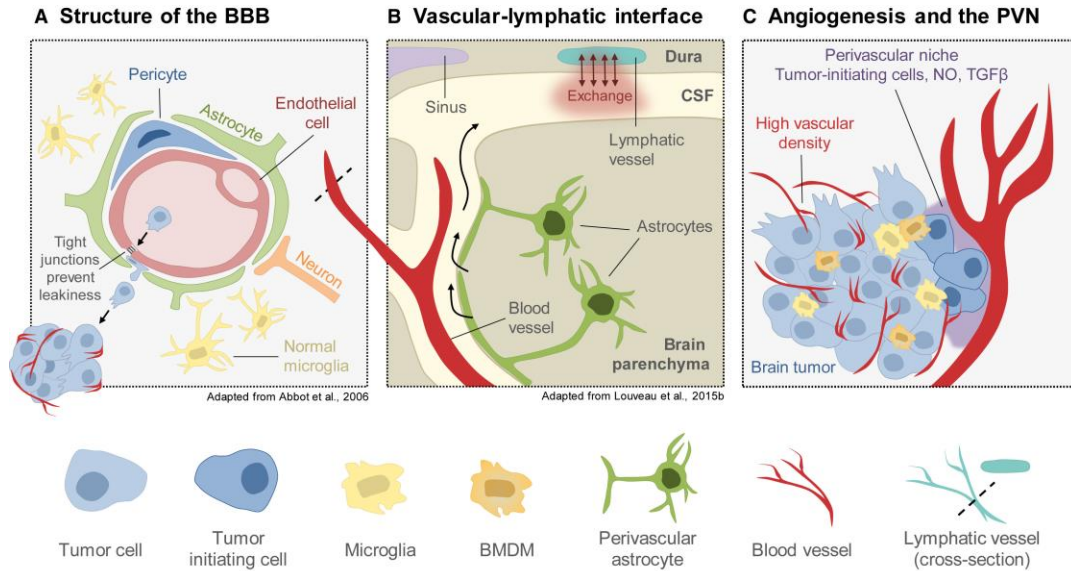 A Structure of the BBB
Pericyte
Astrocyte
Endothelial
cell
Tight
junctions
prevent
leakiness
Neuron
Normal
microglia
Adapted from Abbot et al., 2006
B Vascular-lymphatic interface
Dura
Sinus
Exchange
CSF
Lymphatic
vessel
Astrocytes
Blood
vessel
Brain
parenchyma
Adapted from Louveau et al., 2015b
C Angiogenesis and the PVN
Perivascular niche
Tumor-initiating cells, NO, TGFβ
High vascular
density
Brain tumor
Tumor cell
Tumor
initiating cell
Microglia
BMDM
Perivascular
astrocyte
Blood vessel
Lymphatic vessel
(cross-section)